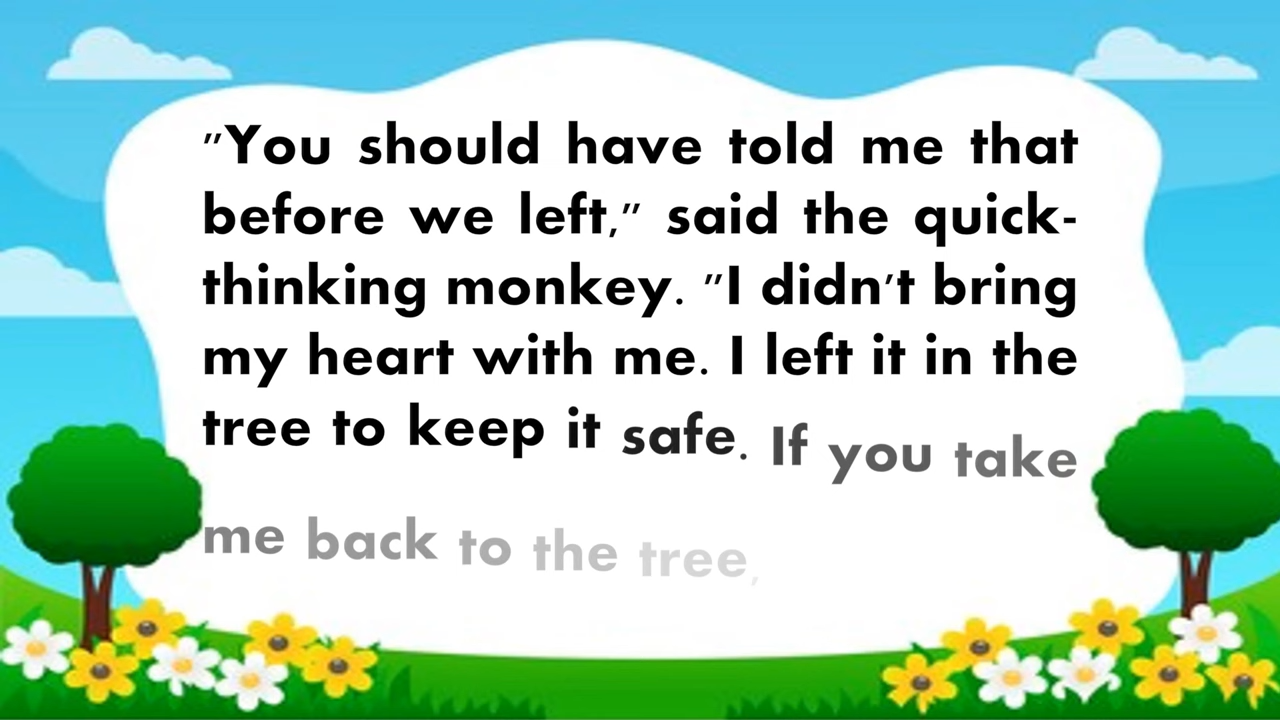 "You should have told me that
before we left," said the quick-
thinking monkey. "I didn't bring
my heart with me. I left it in the
tree to keep it safe. If you take
me back to the tree,